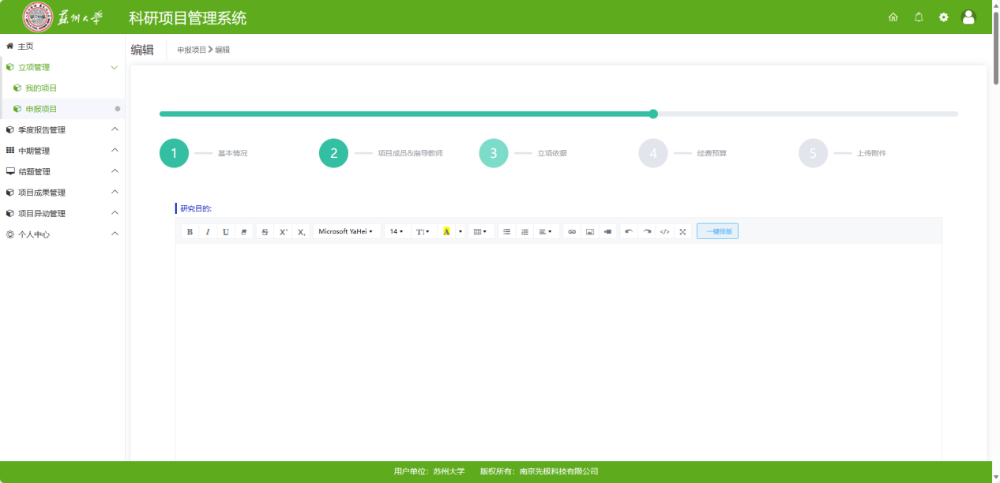 苏州大学 科研项目管理系统
主页
立项管理
我的项目
申报项目
季度报告管理
中期管理
结题管理
项目成果管理
项目异动管理
个人中心
编辑 申报项目 编辑
1 基本情况 2 项目成员&指导教师 3 立项依据 4 经费预算 5 上传附件
研究目的:
B I U S X² X₂ Microsoft YaHei 14 T A </> 一键排版
用户单位：苏州大学 版权所有：南京先极科技有限公司